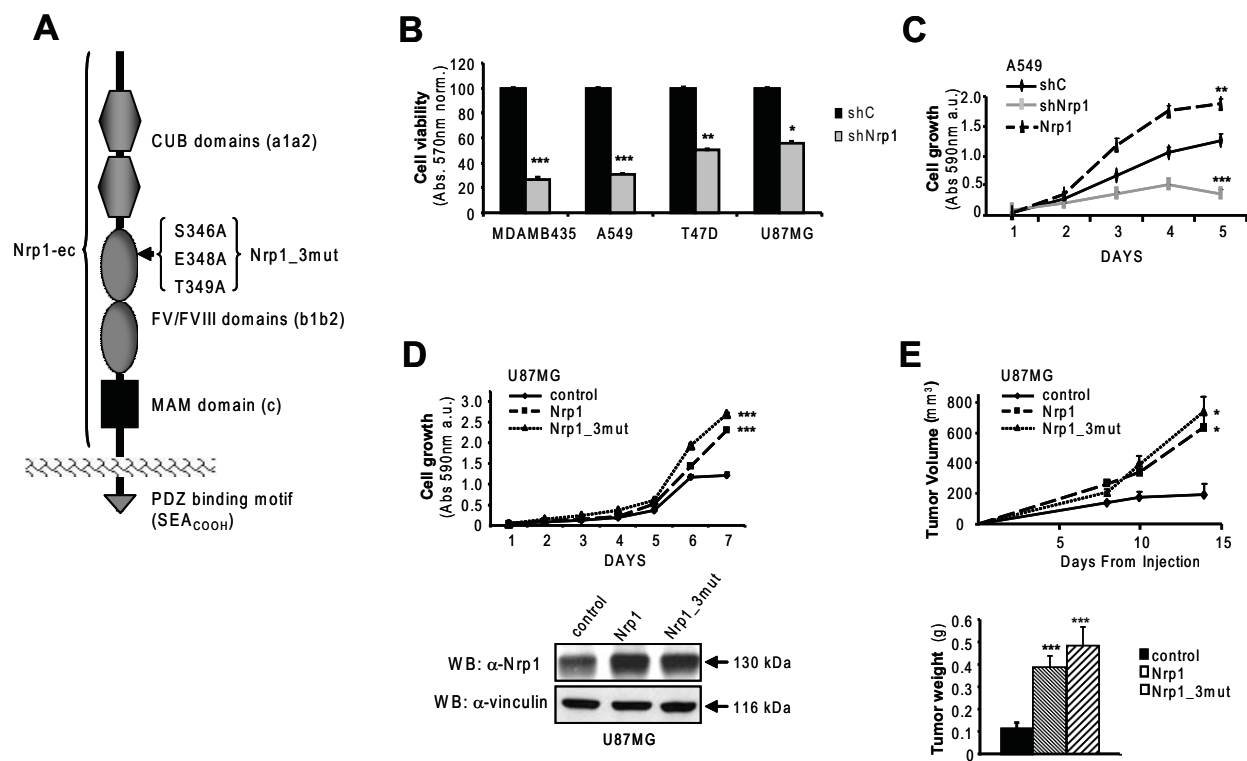 A
CUB domains (a1a2)
Nrp1-ec
S346A
E348A
T349A
Nrp1_3mut
FV/FVIII domains (b1b2)
MAM domain (c)
PDZ binding motif
(SEACOOH)
B
Cell viability
(Abs. 570nm norm.)
120
100
80
60
40
20
0
***
***
**
*
MDAMB435
A549
T47D
U87MG
shC
shNrp1
C
A549
shC
shNrp1
Nrp1
Cell growth
(Abs 590nm a.u.)
2.0
1.5
1.0
0.5
0
**
***
1 2 3 4 5
DAYS
D
U87MG
control
Nrp1
Nrp1_3mut
Cell growth
(Abs 590nm a.u.)
3.0
2.5
2.0
1.5
1.0
0.5
0
***
***
1 2 3 4 5 6 7
DAYS
control
Nrp1
Nrp1_3mut
WB: α-Nrp1
130 kDa
WB: α-vinculin
116 kDa
U87MG
E
U87MG
control
Nrp1
Nrp1_3mut
Tumor Volume (mm3)
800
600
400
200
0
*
*
5 10 15
Days From Injection
Tumor weight (g)
0.6
0.5
0.4
0.3
0.2
0.1
0
***
***
control
Nrp1
Nrp1_3mut